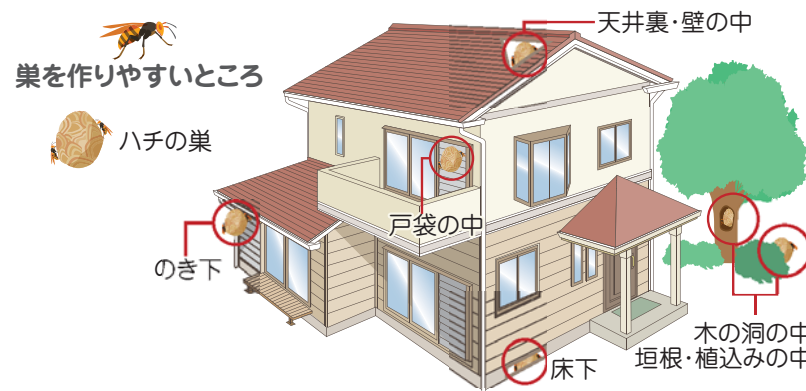 天井裏・壁の中
巣を作りやすいところ
ハチの巣
戸袋の中
のき下
木の洞の中
垣根・植込みの中
床下